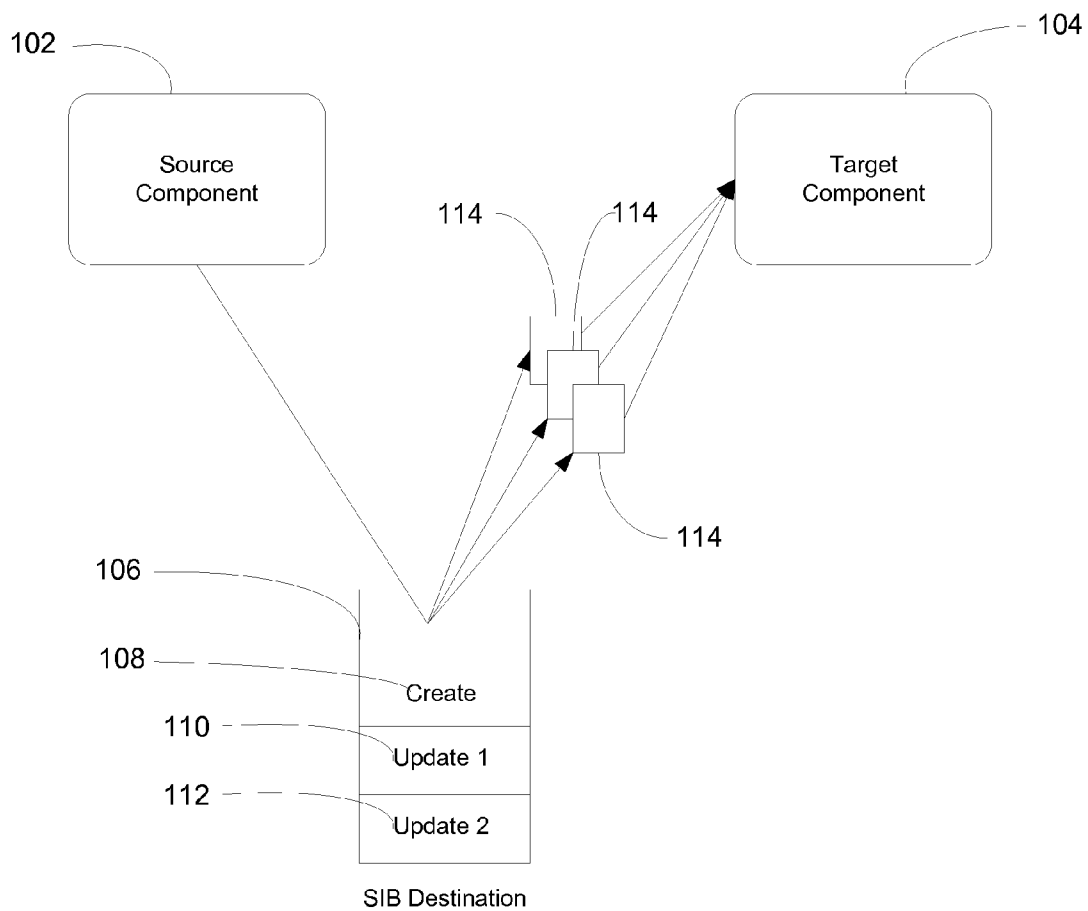 102
104
Source
Component
Target
Component
114
114
114
106
108
Create
110
Update 1
112
Update 2
SIB Destination